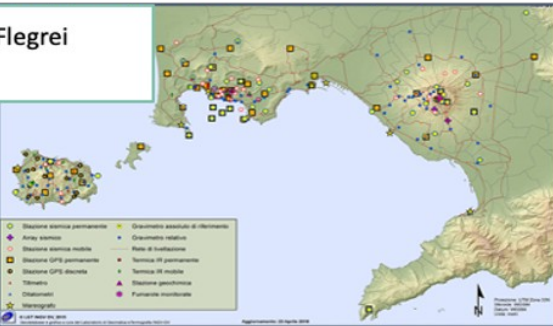 Flegrei
Stazione sismica permanente
Array sismico
Stazione sismica mobile
Stazione GPS permanente
Stazione GPS discreta
Tiltmetro
Dilatometri
Mareografo
Gravimetro assoluto di riferimento
Gravimetro relativo
Rete di livellazione
Termica IR permanente
Termica IR mobile
Stazione geochimica
Fumarole monitorate